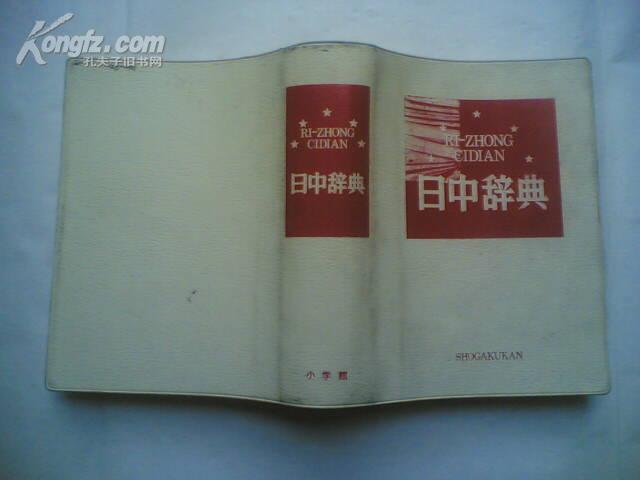 Kongfz.com
孔夫子旧书网
RI-ZHONG
CIDIAN
日中辞典
小学館
RI-ZHONG
CIDIAN
日中辞典
SHOGAKUKAN